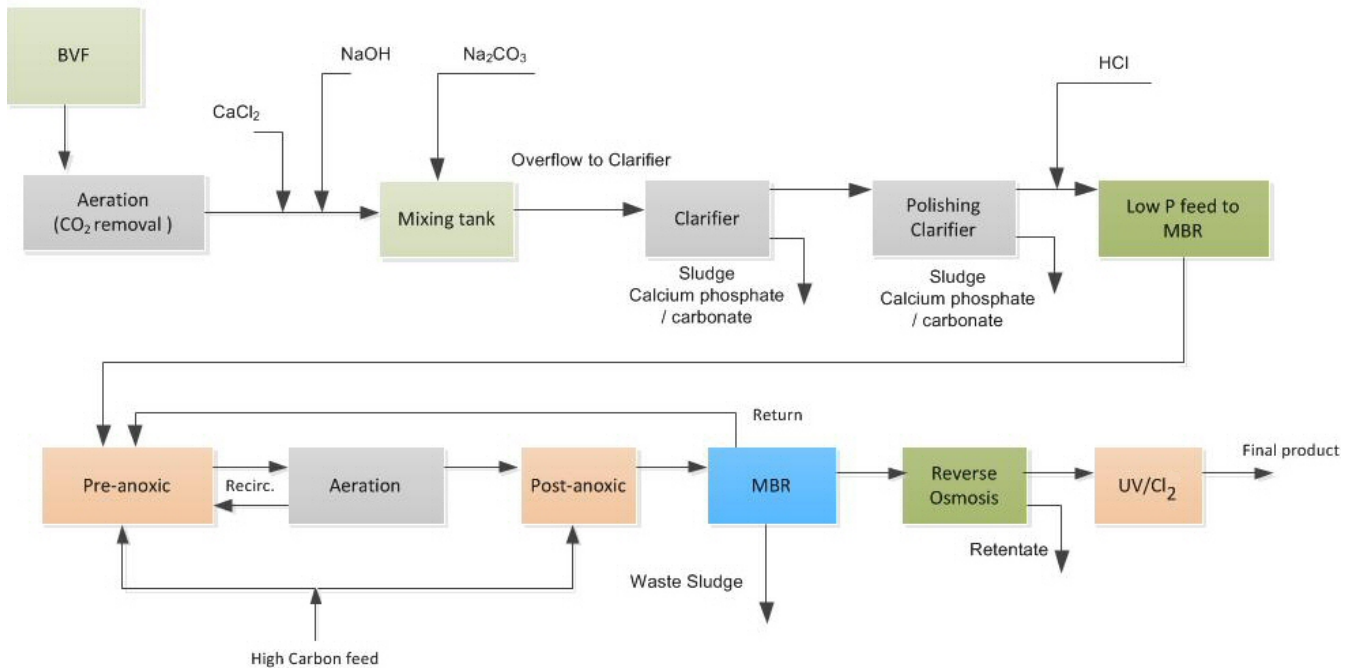 BVF
NaOH
Na₂CO₃
HCl
CaCl₂
Overflow to Clarifier
Aeration
(CO₂ removal )
Mixing tank
Clarifier
Polishing
Clarifier
Low P feed to
MBR
Sludge
Calcium phosphate
/ carbonate
Sludge
Calcium phosphate
/ carbonate
Return
Pre-anoxic
Recirc.
Aeration
Post-anoxic
MBR
Reverse
Osmosis
UV/Cl₂
Final product
Retentate
Waste Sludge
High Carbon feed